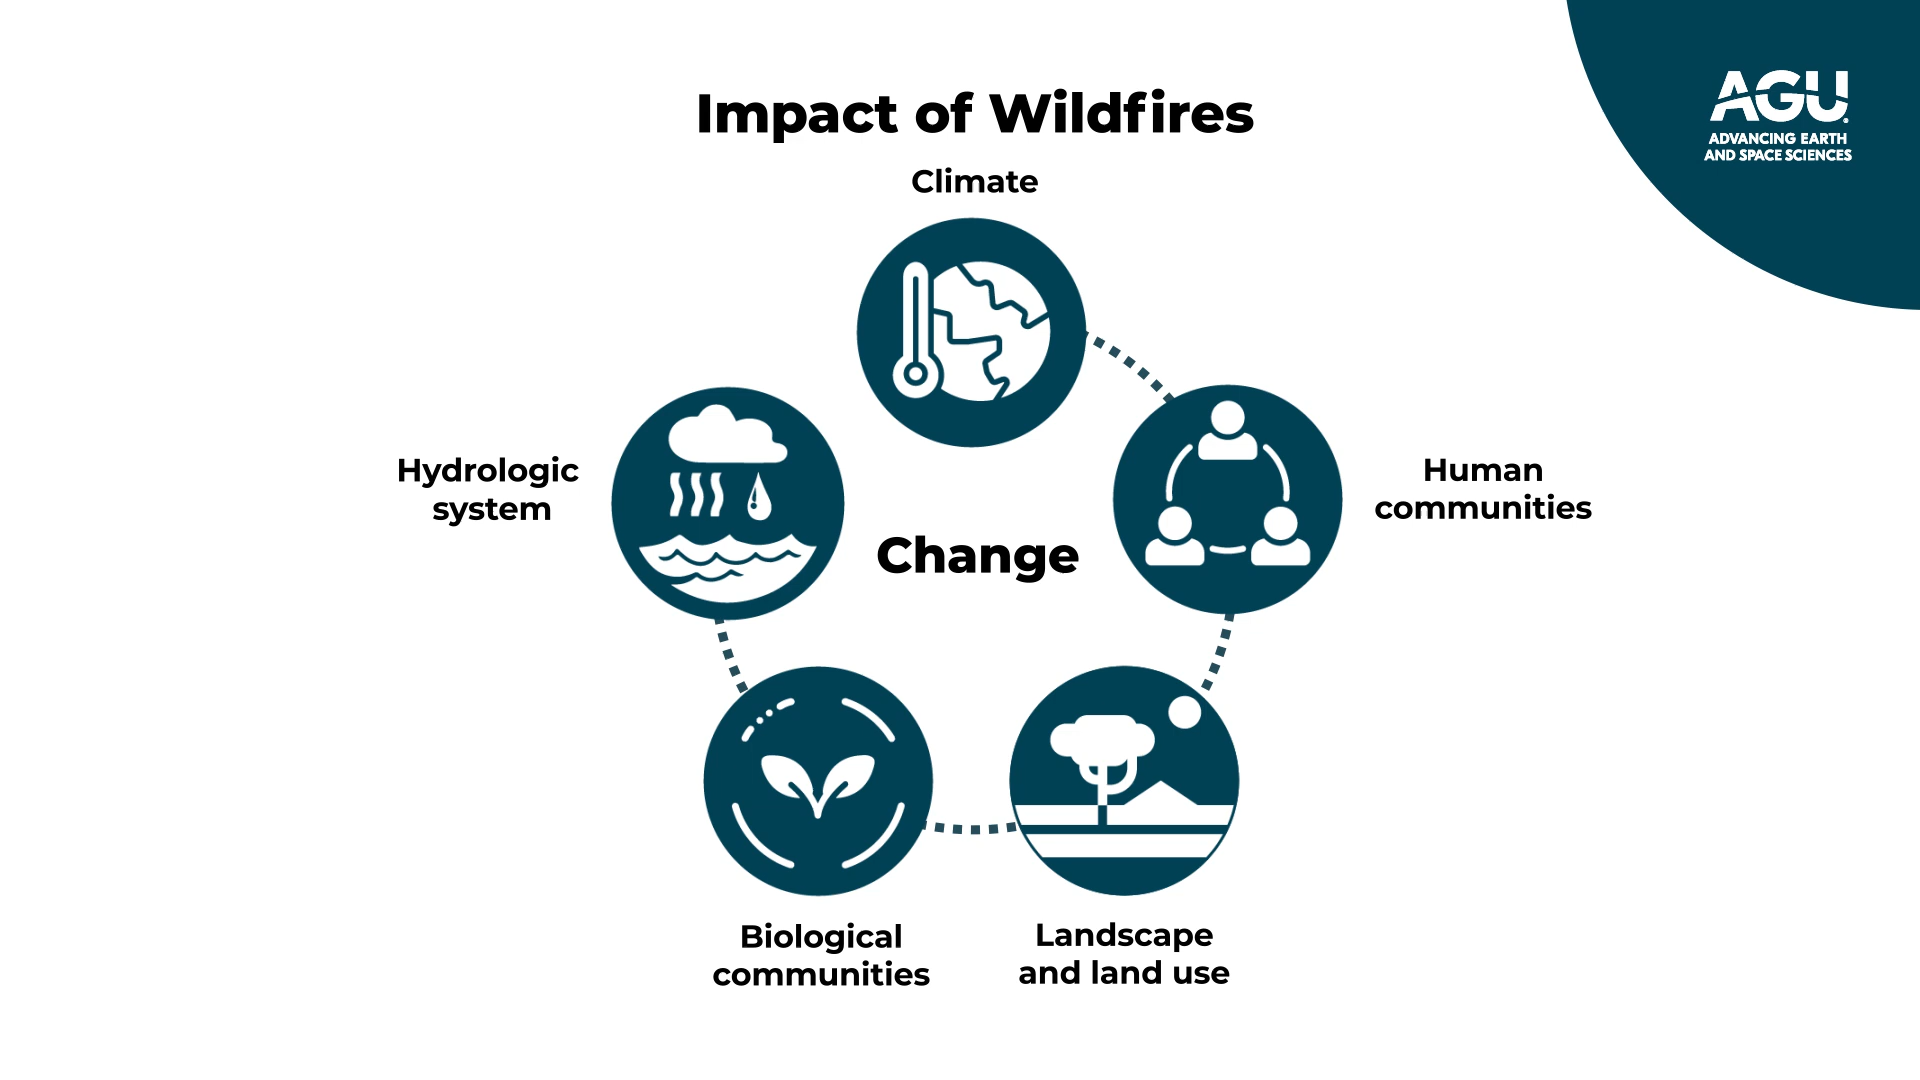 Impact of Wildfires
AGU
ADVANCING EARTH
AND SPACE SCIENCES
Climate
Hydrologic
system
Human
communities
Change
Biological
communities
Landscape
and land use